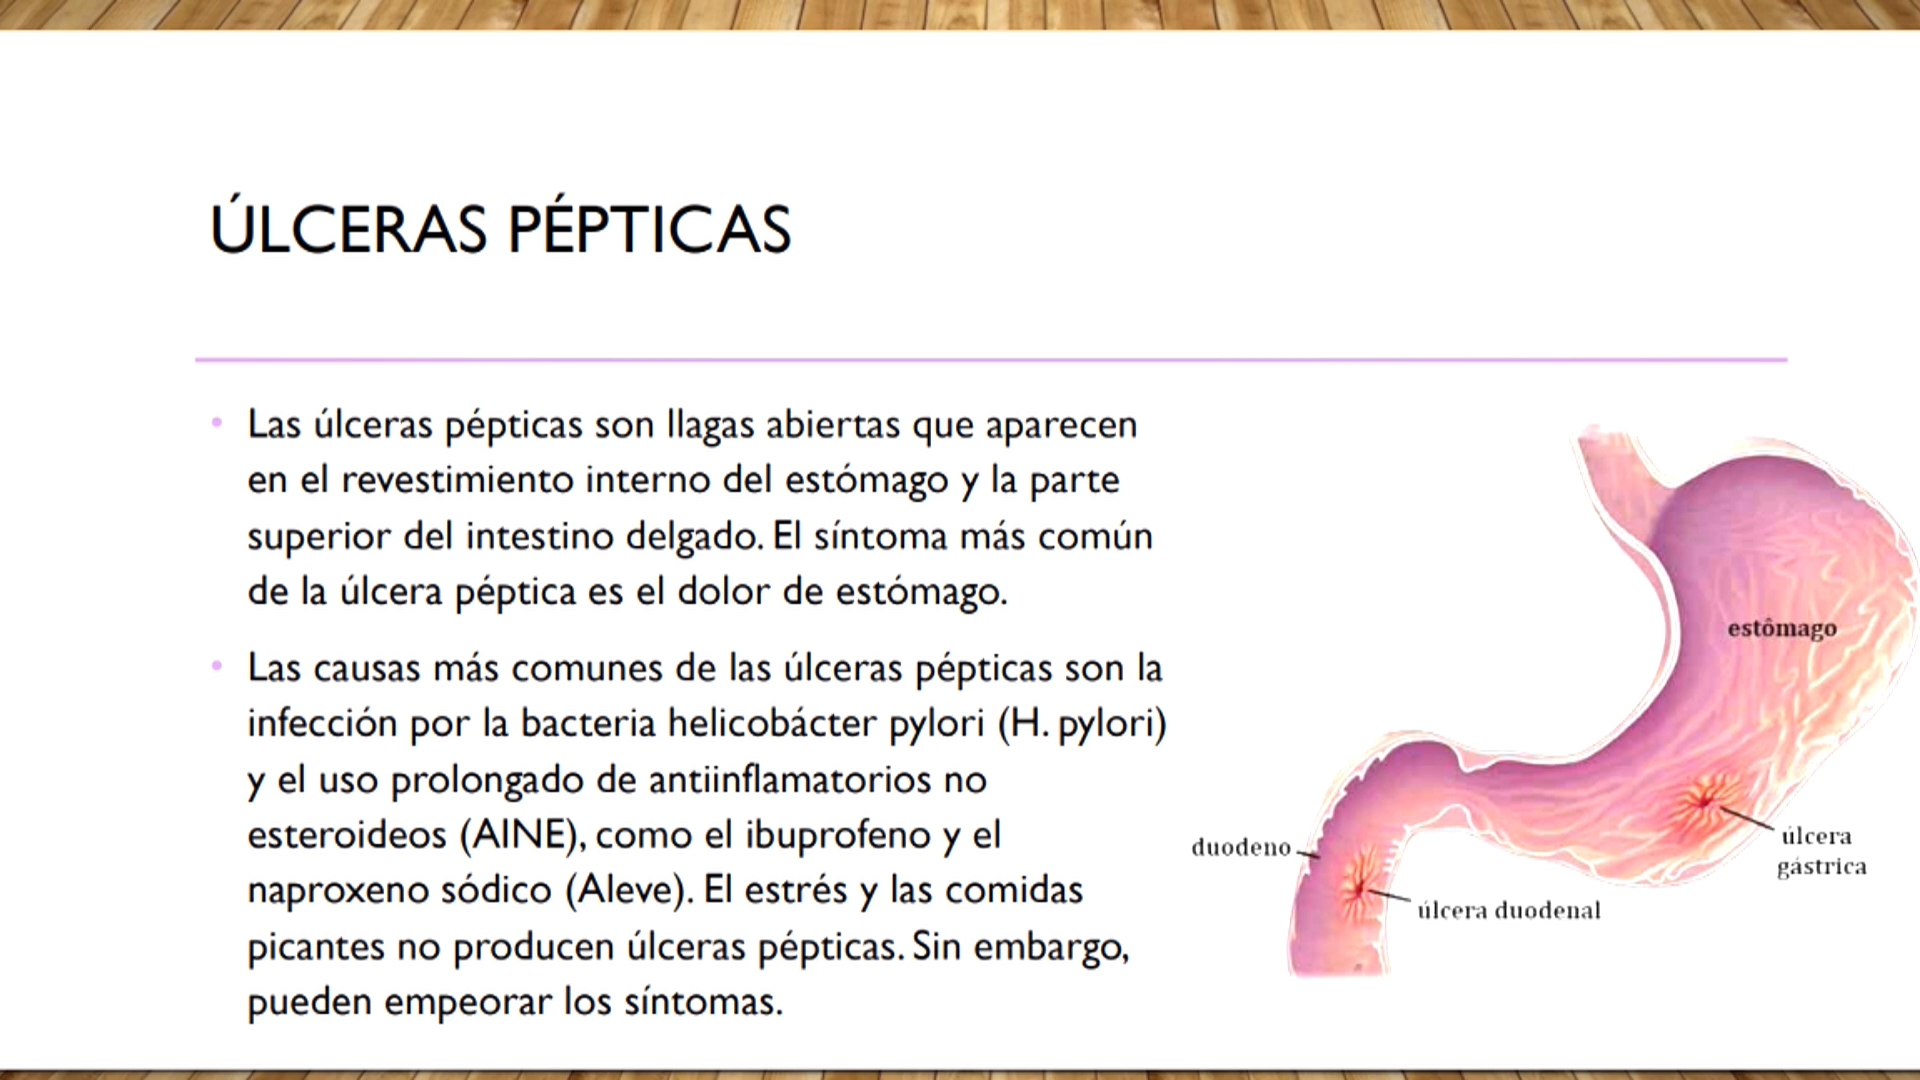 ÚLCERAS PÉPTICAS
• Las úlceras pépticas son llagas abiertas que aparecen
en el revestimiento interno del estómago y la parte
superior del intestino delgado. El síntoma más común
de la úlcera péptica es el dolor de estómago.
• Las causas más comunes de las úlceras pépticas son la
infección por la bacteria helicobácter pylori (H. pylori)
y el uso prolongado de antiinflamatorios no
esteroideos (AINE), como el ibuprofeno y el
naproxeno sódico (Aleve). El estrés y las comidas
picantes no producen úlceras pépticas. Sin embargo,
pueden empeorar los síntomas.
estômago
úlcera
gástrica
duodeno
úlcera duodenal